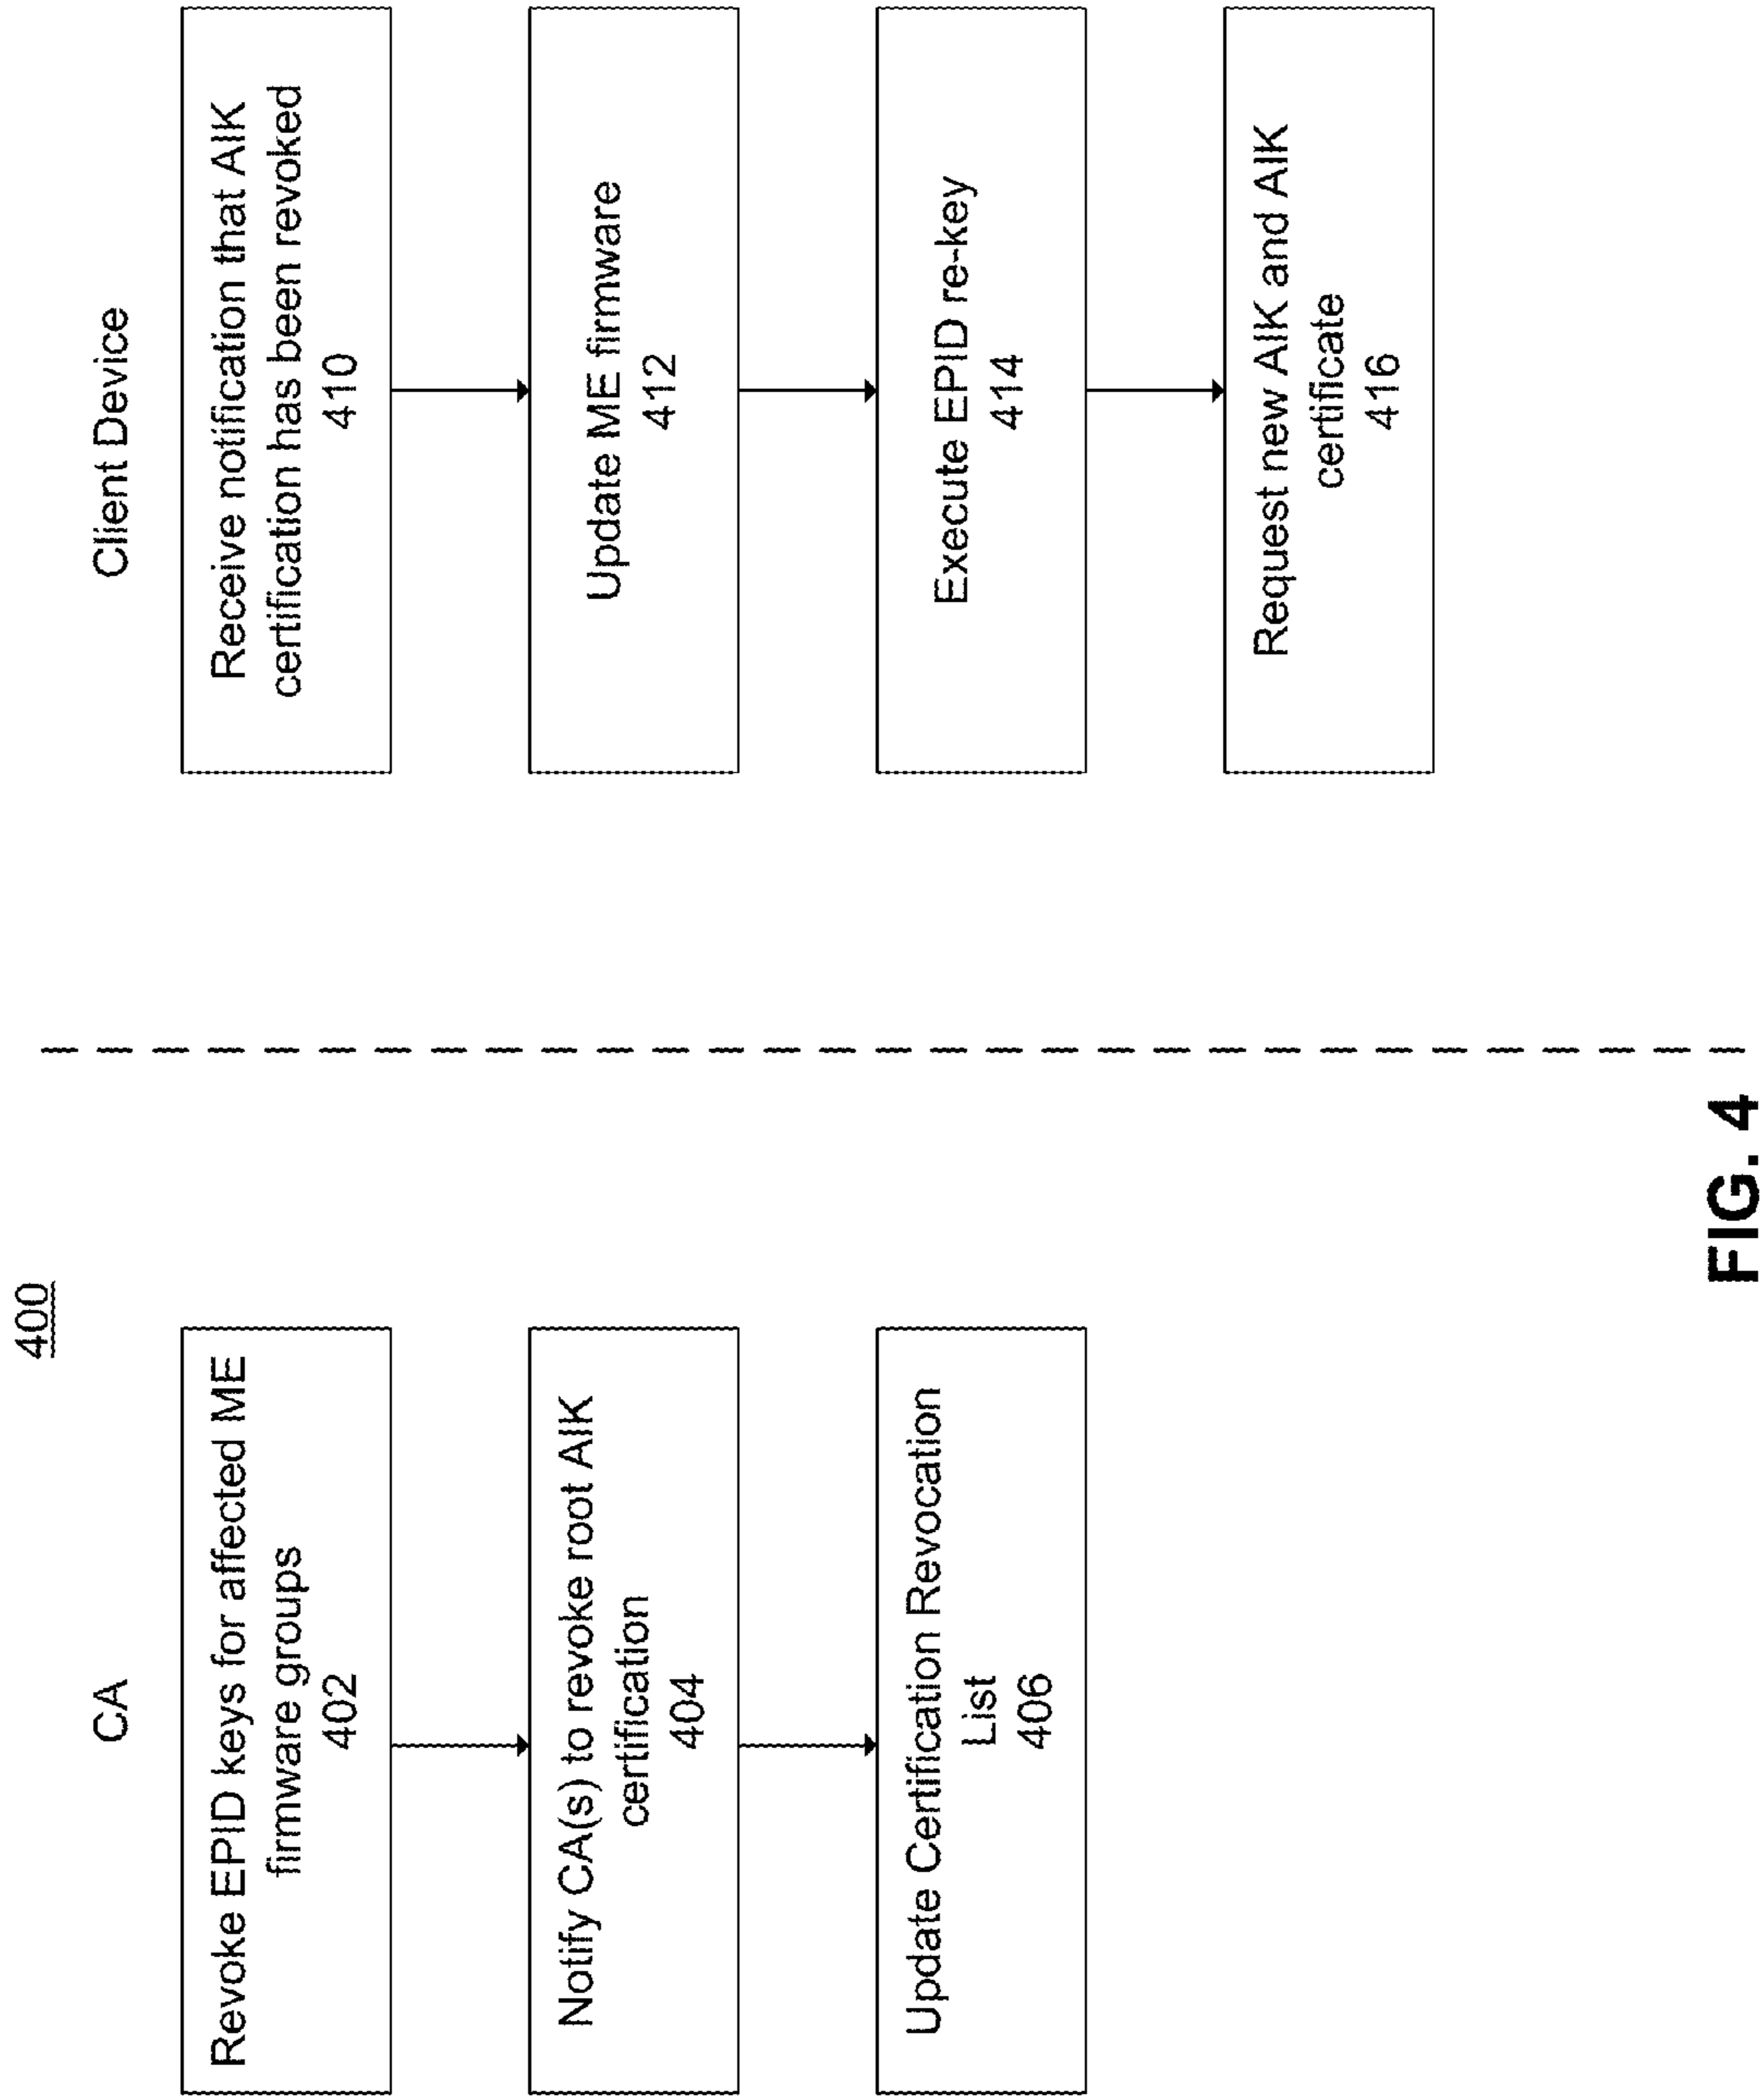 400
CA
Revoke EPID keys for affected ME
firmware groups
402
Notify CA(s) to revoke root AIK
certification
404
Update Certification Revocation
List
406
Client Device
Receive notification that AIK
certification has been revoked
410
Update ME firmware
412
Execute EPID re-key
414
Request new AIK and AIK
certificate
416
FIG. 4